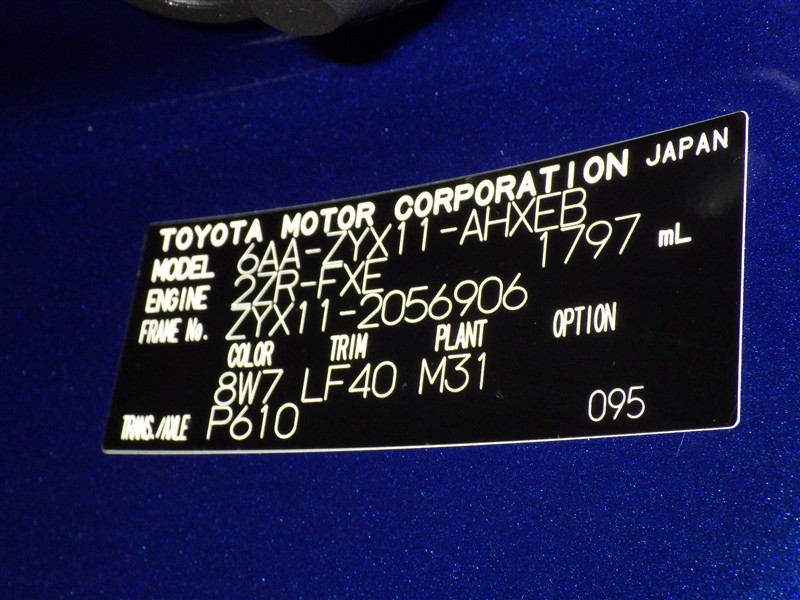 TOYOTA MOTOR CORPORATION JAPAN
MODEL 6AA-ZYX11-AHXEB
ENGINE 2ZR-FXE 1797 mL
FRAME No. ZYX11-2056906
COLOR TRIM PLANT OPTION
8W7 LF40 M31
TRANS./AXLE P610 095